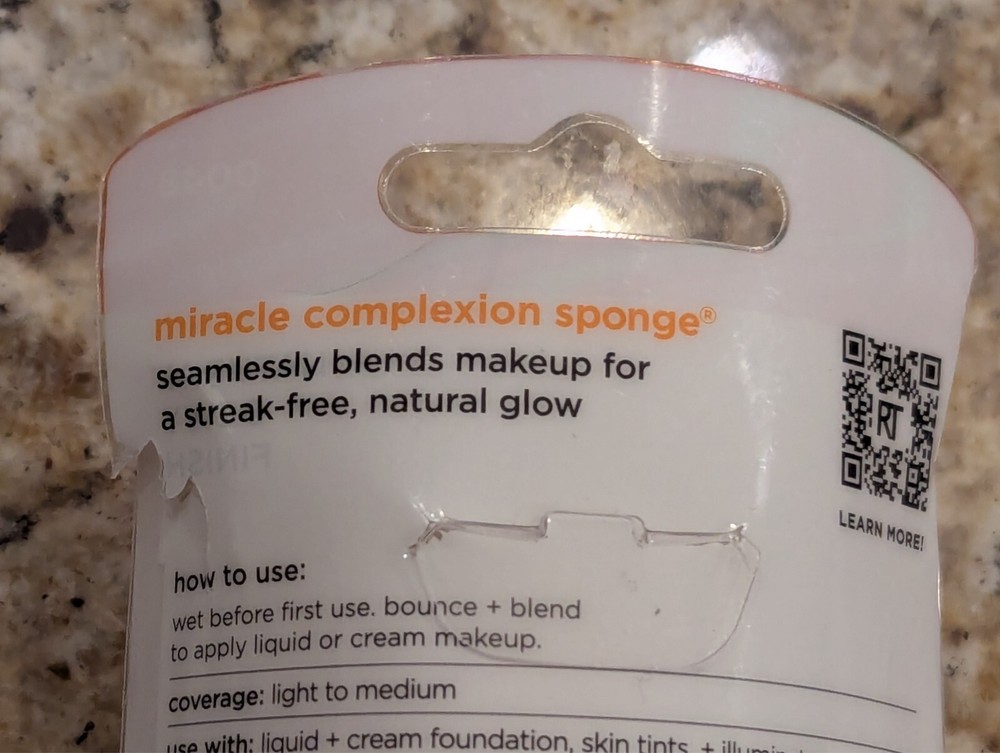 miracle complexion sponge®
seamlessly blends makeup for
a streak-free, natural glow
RT
LEARN MORE!
how to use:
wet before first use. bounce + blend
to apply liquid or cream makeup.
coverage: light to medium
use with: liquid + cream foundation, skin tints, +